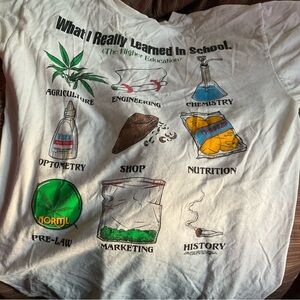 What I Really Learned In School.
(The Higher Education)
AGRICULTURE
ENGINEERING
CHEMISTRY
OPTOMETRY
SHOP
NUTRITION
NORML
PRE-LAW
MARKETING
HISTORY